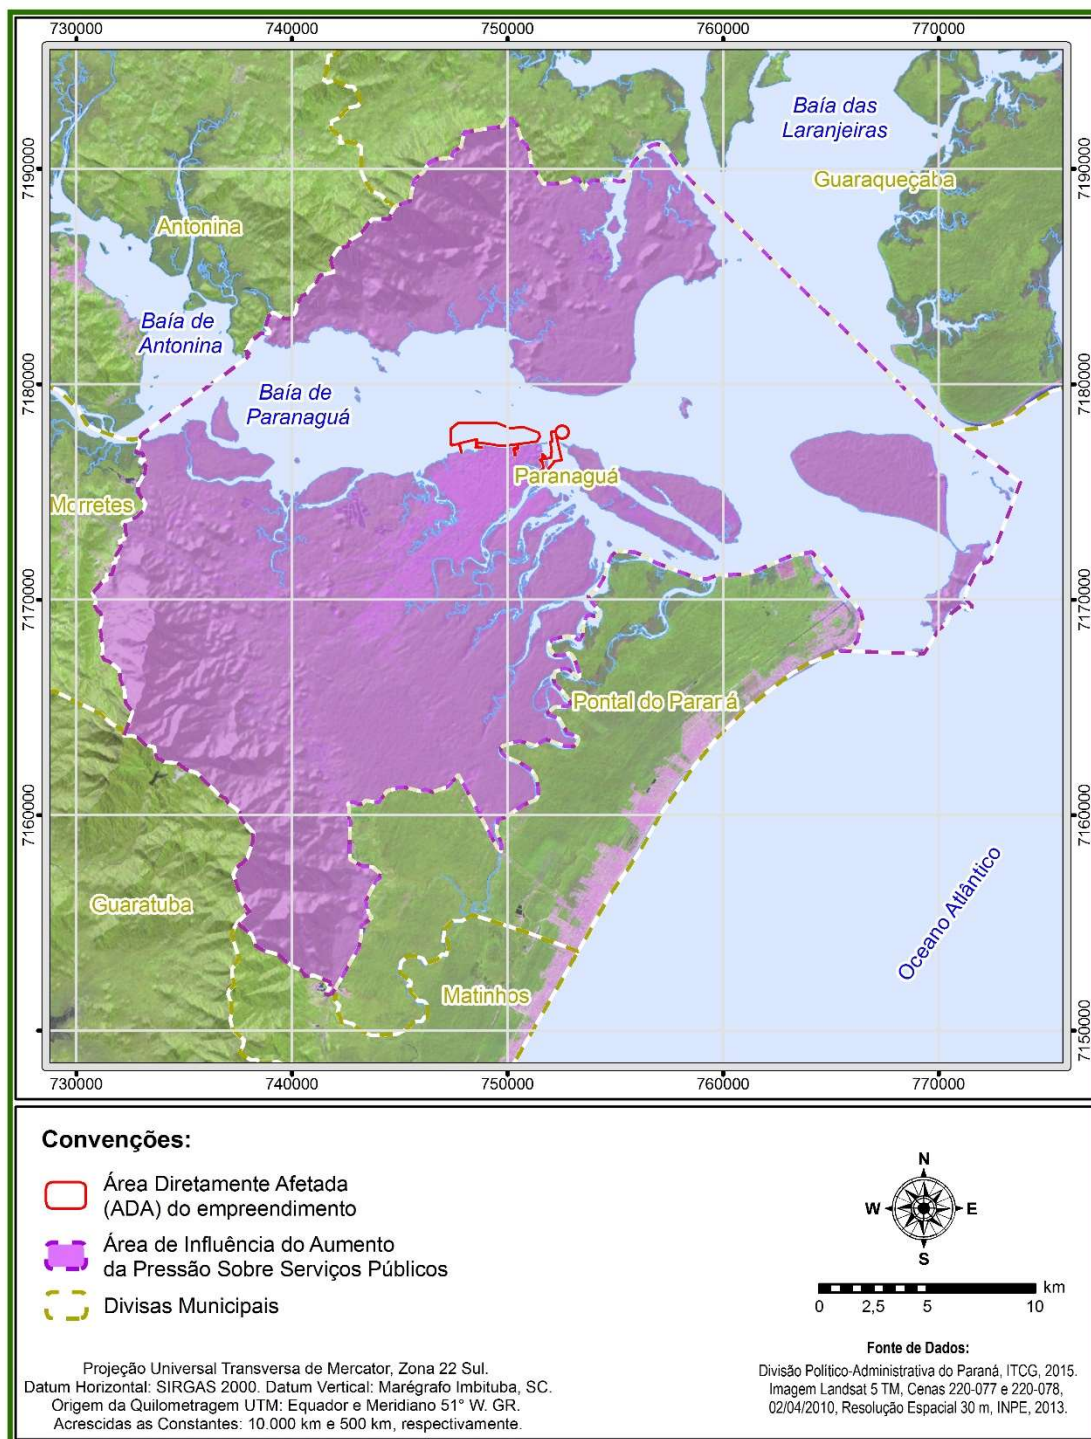 730000
740000
750000
760000
770000
7190000
7190000
Baía das
Laranjeiras
Guaraqueçaba
Antonina
Baía de
Antonina
Baía de
Paranaguá
7180000
7180000
Paranaguá
Morretes
7170000
7170000
Pontal do Paraná
7160000
7160000
Guaratuba
Oceano Atlântico
Matinhos
7150000
730000
740000
750000
760000
770000
Convenções:
Área Diretamente Afetada
(ADA) do empreendimento
Área de Influência do Aumento
da Pressão Sobre Serviços Públicos
Divisas Municipais
N
W
E
S
km
0
2,5
5
10
Projeção Universal Transversa de Mercator, Zona 22 Sul.
Datum Horizontal: SIRGAS 2000. Datum Vertical: Marégrafo Imbituba, SC.
Origem da Quilometragem UTM: Equador e Meridiano 51° W. GR.
Acrescidas as Constantes: 10.000 km e 500 km, respectivamente.
Fonte de Dados:
Divisão Político-Administrativa do Paraná, ITCG, 2015.
Imagem Landsat 5 TM, Cenas 220-077 e 220-078,
02/04/2010, Resolução Espacial 30 m, INPE, 2013.